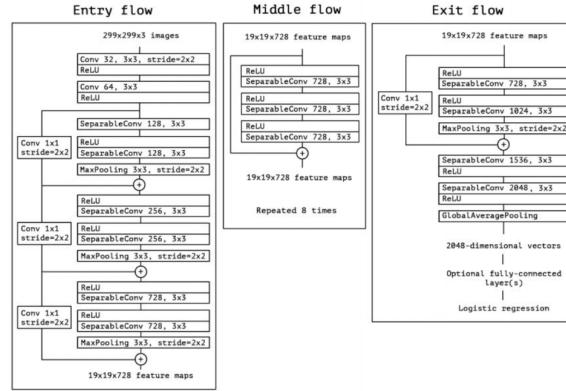 Entry flow
299x299x3 images
Conv 32, 3x3, stride=2x2
ReLU
Conv 64, 3x3
ReLU
Conv 1x1
stride=2x2
SeparableConv 128, 3x3
ReLU
SeparableConv 128, 3x3
MaxPooling 3x3, stride=2x2
+
Conv 1x1
stride=2x2
ReLU
SeparableConv 256, 3x3
ReLU
SeparableConv 256, 3x3
MaxPooling 3x3, stride=2x2
+
Conv 1x1
stride=2x2
ReLU
SeparableConv 728, 3x3
ReLU
SeparableConv 728, 3x3
MaxPooling 3x3, stride=2x2
+
19x19x728 feature maps
Middle flow
19x19x728 feature maps
ReLU
SeparableConv 728, 3x3
ReLU
SeparableConv 728, 3x3
ReLU
SeparableConv 728, 3x3
+
19x19x728 feature maps
Repeated 8 times
Exit flow
19x19x728 feature maps
Conv 1x1
stride=2x2
ReLU
SeparableConv 728, 3x3
ReLU
SeparableConv 1024, 3x3
MaxPooling 3x3, stride=2x2
+
SeparableConv 1536, 3x3
ReLU
SeparableConv 2048, 3x3
ReLU
GlobalAveragePooling
2048-dimensional vectors
Optional fully-connected
layer(s)
Logistic regression